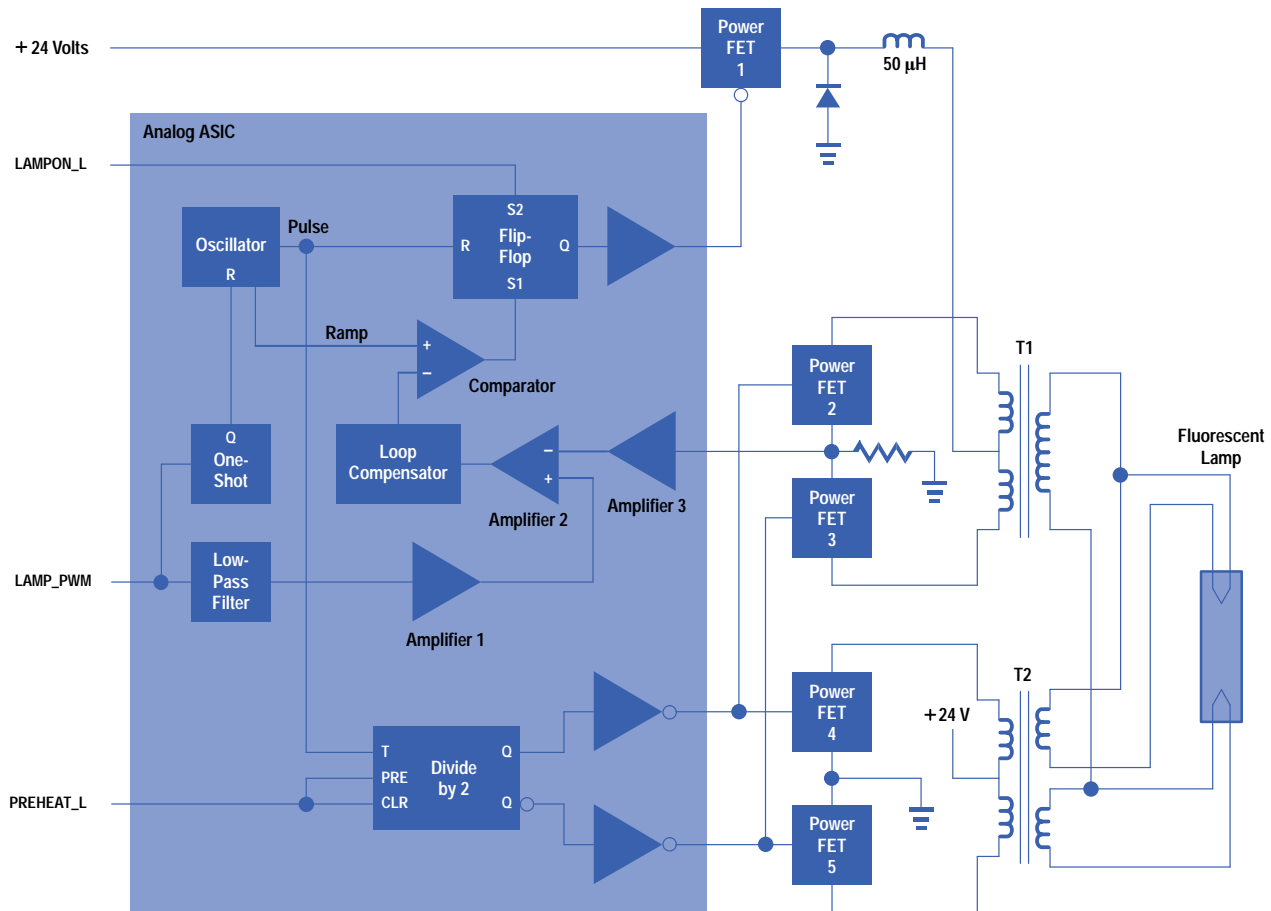 Power
FET
1
+ 24 Volts
50 µH
Analog ASIC
LAMPON_L
S2
Pulse
Oscillator
R
R
Flip-
Flop
Q
S1
Ramp
+
−
Comparator
Power
FET
2
T1
Q
One-
Shot
Loop
Compensator
−
+
Amplifier 2
Amplifier 3
Fluorescent
Lamp
Power
FET
3
LAMP_PWM
Low-
Pass
Filter
Amplifier 1
Power
FET
4
+24 V
T2
T
PRE
CLR
Divide
by 2
Q
Q
PREHEAT_L
Power
FET
5